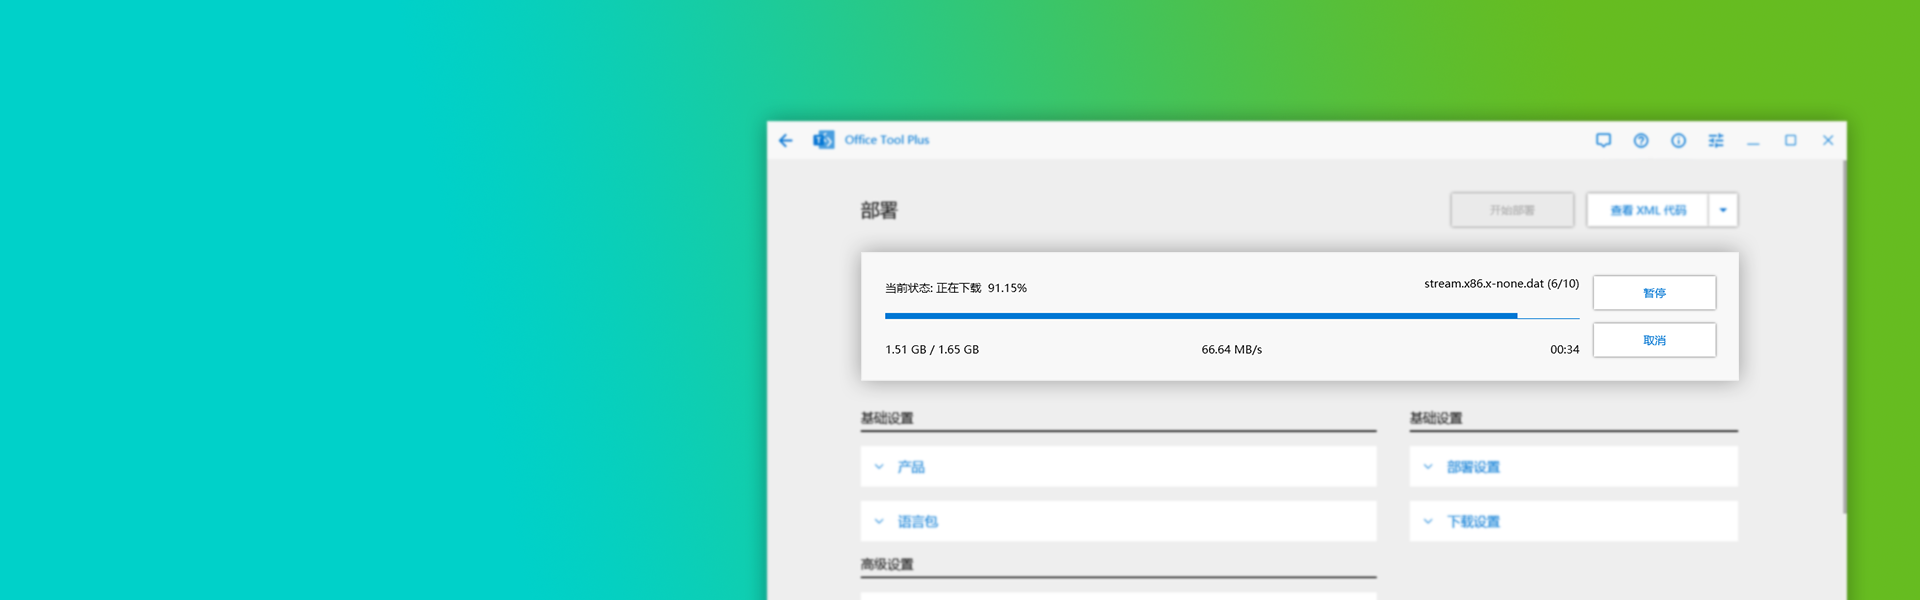 Office Tool Plus
部署
开始部署
查看 XML 代码
当前状态: 正在下载 91.15%
stream.x86.x-none.dat (6/10)
暂停
1.51 GB / 1.65 GB
66.64 MB/s
00:34
取消
基础设置
基础设置
产品
部署设置
语言包
下载设置
高级设置